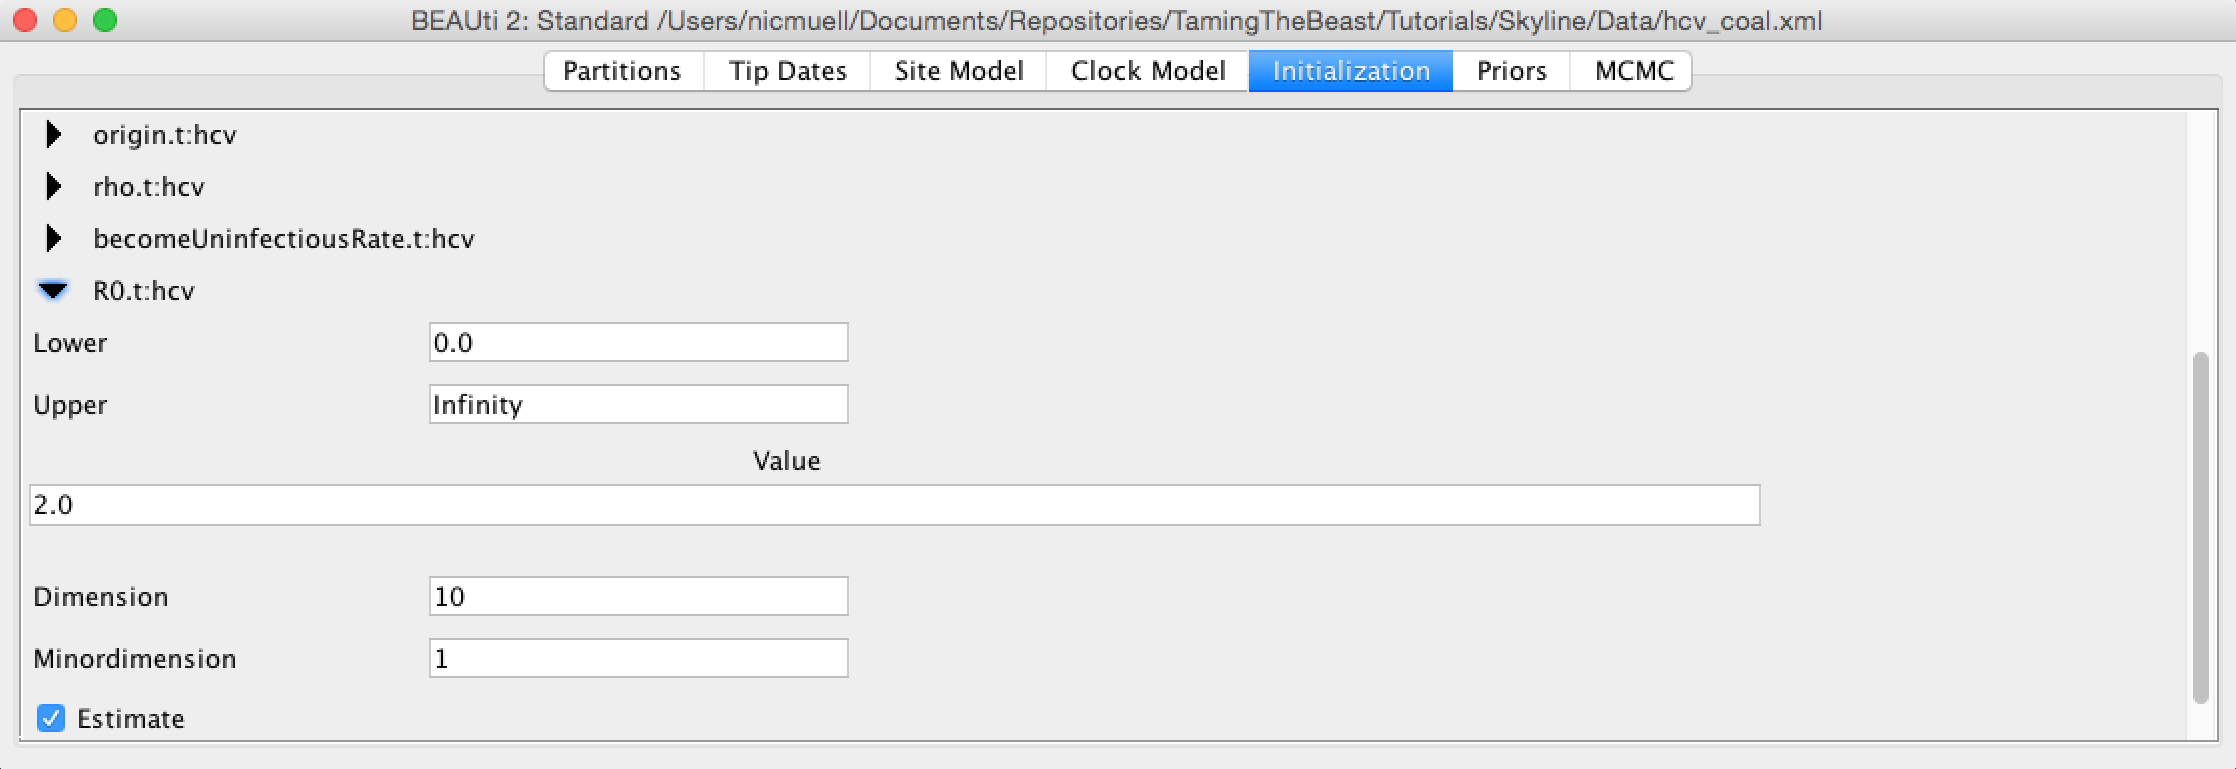 BEAUti 2: Standard /Users/nicmuell/Documents/Repositories/TamingTheBeast/Tutorials/Skyline/Data/hcv_coal.xml
Partitions Tip Dates Site Model Clock Model Initialization Priors MCMC
origin.t:hcv
rho.t:hcv
becomeUninfectiousRate.t:hcv
R0.t:hcv
Lower 0.0
Upper Infinity
Value
2.0
Dimension 10
Minordimension 1
Estimate